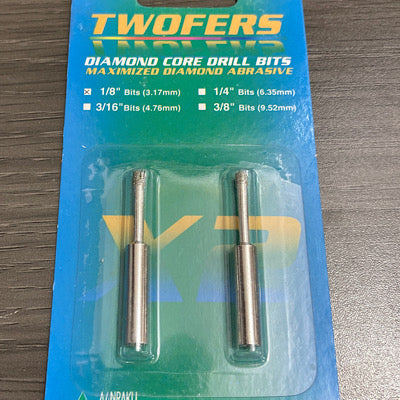 TWOFERS
DIAMOND CORE DRILL BITS
MAXIMIZED DIAMOND ABRASIVE
1/8" Bits (3.17mm) 1/4" Bits (6.35mm)
3/16" Bits (4.76mm) 3/8" Bits (9.52mm)
X2